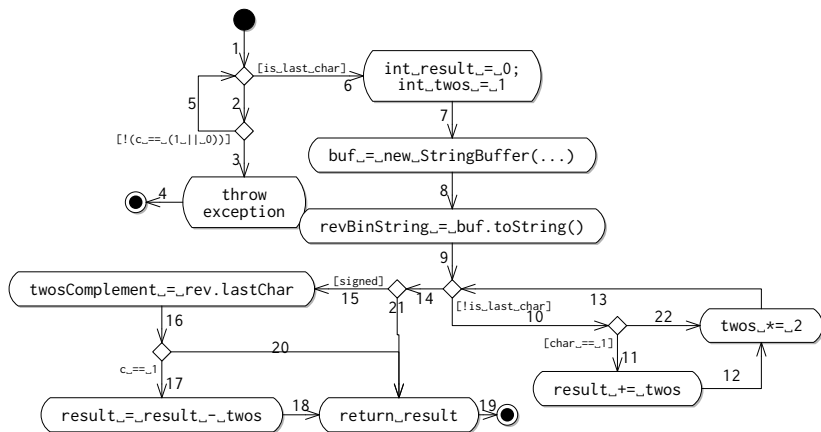 1
[is_last_char]
6
int␣result␣=␣0;
int␣twos␣=␣1
5
2
[!(c␣==␣(1␣||␣0))]
7
3
buf␣=␣new␣StringBuffer(...)
4
throw
exception
8
revBinString␣=␣buf.toString()
9
twosComplement␣=␣rev.lastChar
[signed]
15
21
14
[!is_last_char]
10
13
22
twos␣*=␣2
16
[char␣==␣1]
11
20
c␣==␣1
17
result␣+=␣twos
12
result␣=␣result␣-␣twos
18
return␣result
19